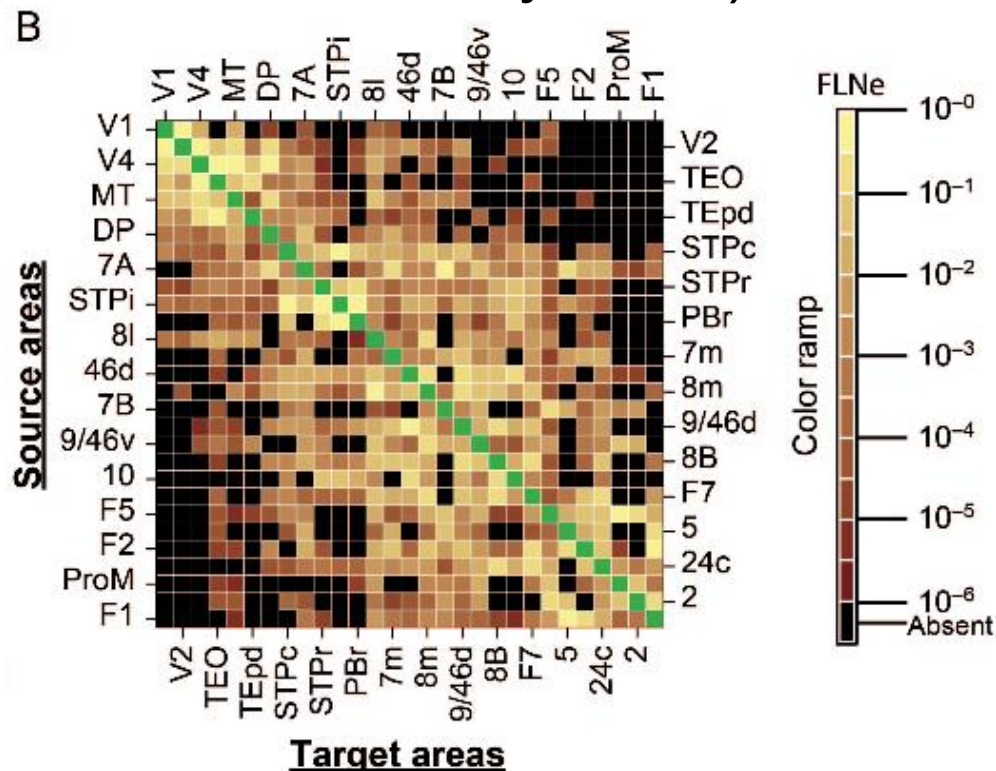 B
V1 V4 MT DP 7A STPi 8l 46d 7B 9/46v 10 F5 F2 ProM F1
FLNe
V1
V4
MT
DP
7A
STPi
8l
46d
7B
9/46v
10
F5
F2
ProM
F1
Source areas
V2
TEO
TEpd
STPc
STPr
PBr
7m
8m
9/46d
8B
F7
5
24c
2
Color ramp
10⁻⁰
10⁻¹
10⁻²
10⁻³
10⁻⁴
10⁻⁵
10⁻⁶
Absent
V2 TEO TEpd STPc STPr PBr 7m 8m 9/46d 8B F7 5 24c 2
Target areas